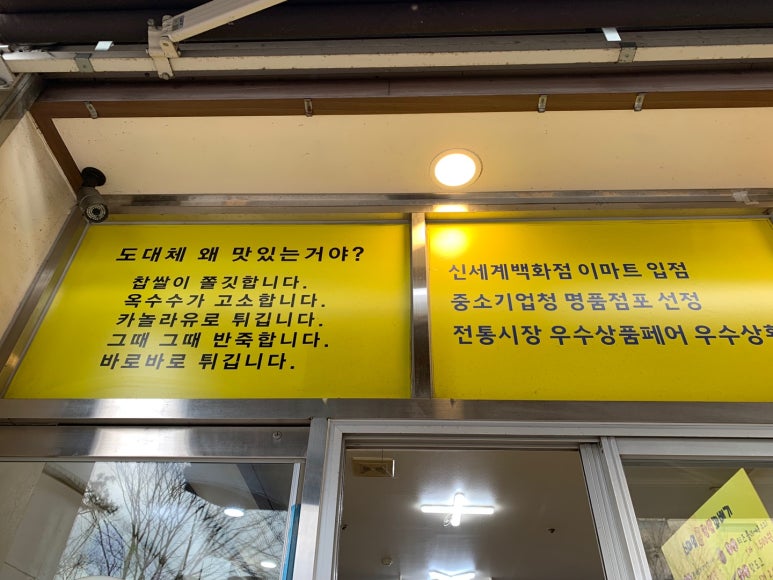 도대체 왜 맛있는거야?
찹쌀이 쫄깃합니다.
옥수수가 고소합니다.
카놀라유로 튀깁니다.
그때 그때 반죽합니다.
바로바로 튀깁니다.
신세계백화점 이마트 입점
중소기업청 명품점포 선정
전통시장 우수상품페어 우수상